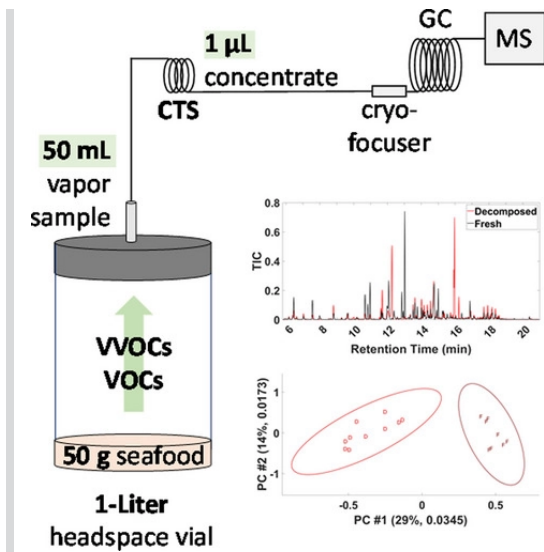 GC
MS
1 µL
concentrate
CTS
cryo-
focuser
50 mL
vapor
sample
VVOCs
VOCs
50 g seafood
1-Liter
headspace vial
Decomposed
Fresh
TIC
0.8
0.6
0.4
0.2
0
6 8 10 12 14 16 18 20
Retention Time (min)
PC #2 (14%, 0.0173)
1
0
-1
-0.5 0 0.5
PC #1 (29%, 0.0345)